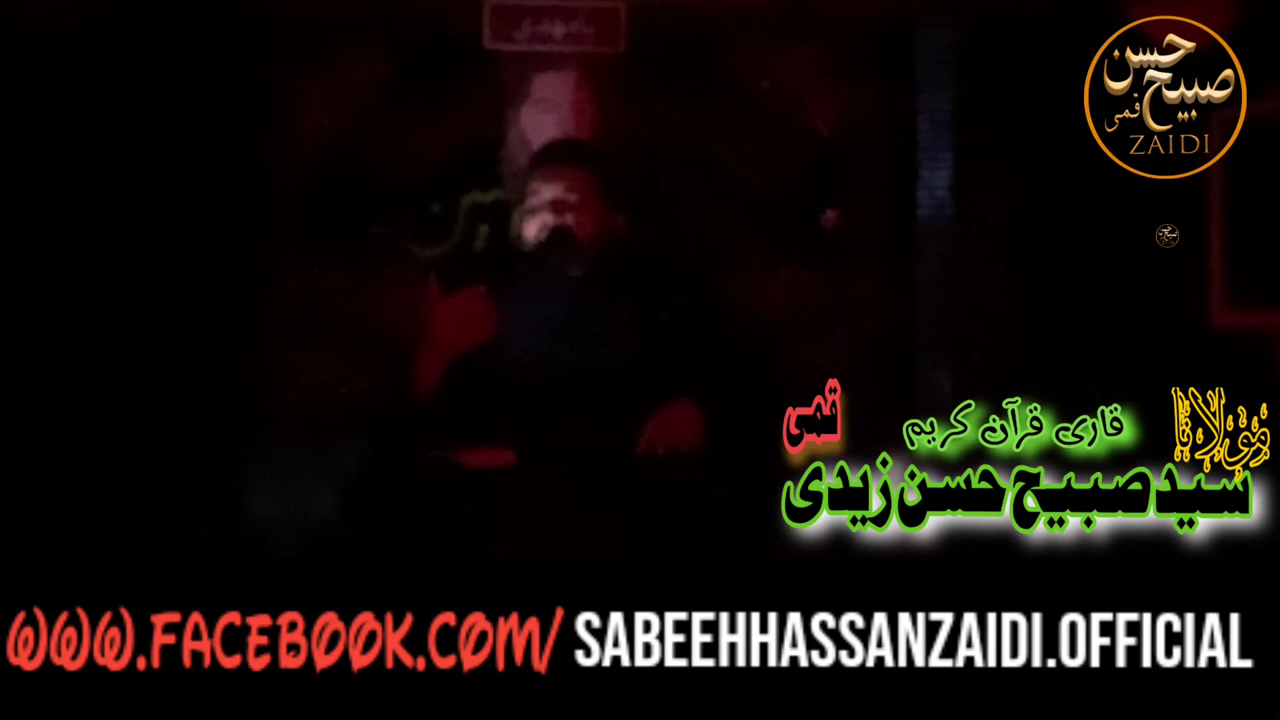 حسن
صبیح
قمی
ZAIDI
مولانا
قاری قرآن کریم
قمی
سید صبیح حسن زیدی
WWW.FACEBOOK.COM/ SABEEHHASSANZAIDI.OFFICIAL